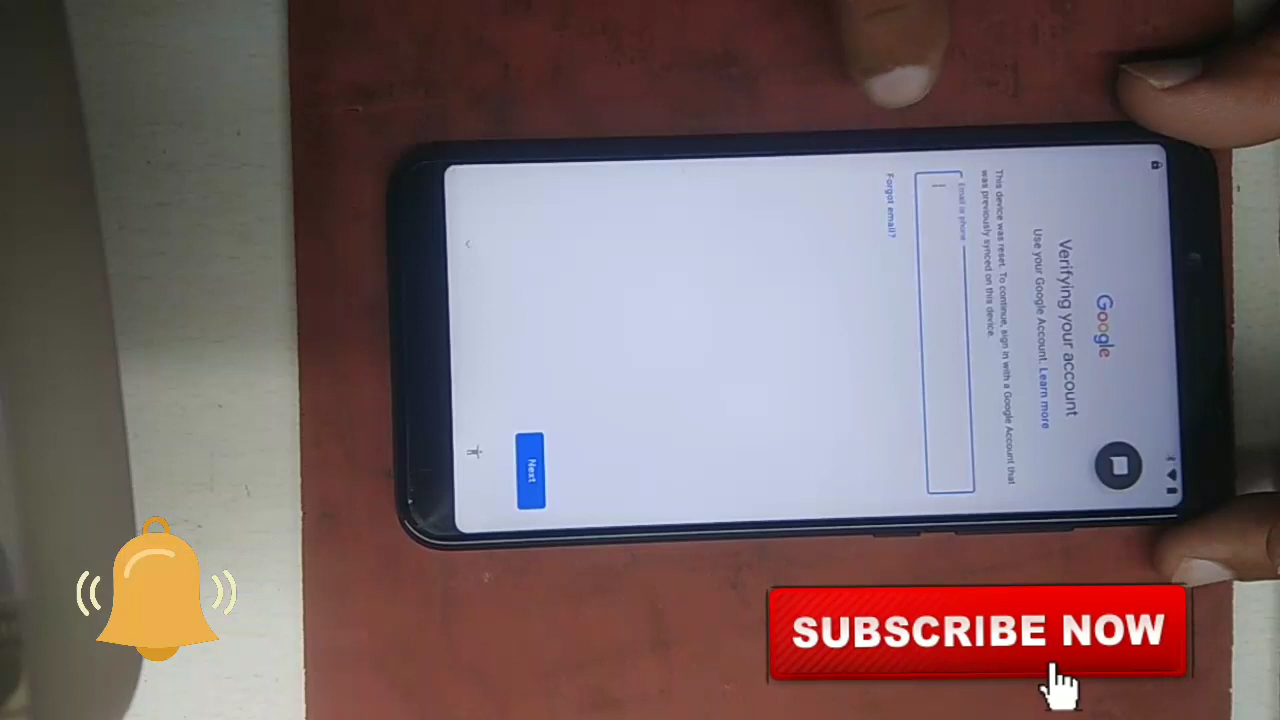 Google
Verifying your account
Use your Google Account. Learn more
This device was reset. To continue, sign in with a Google Account that
was previously synced on this device.
Email or phone
Forgot email?
Next
SUBSCRIBE NOW